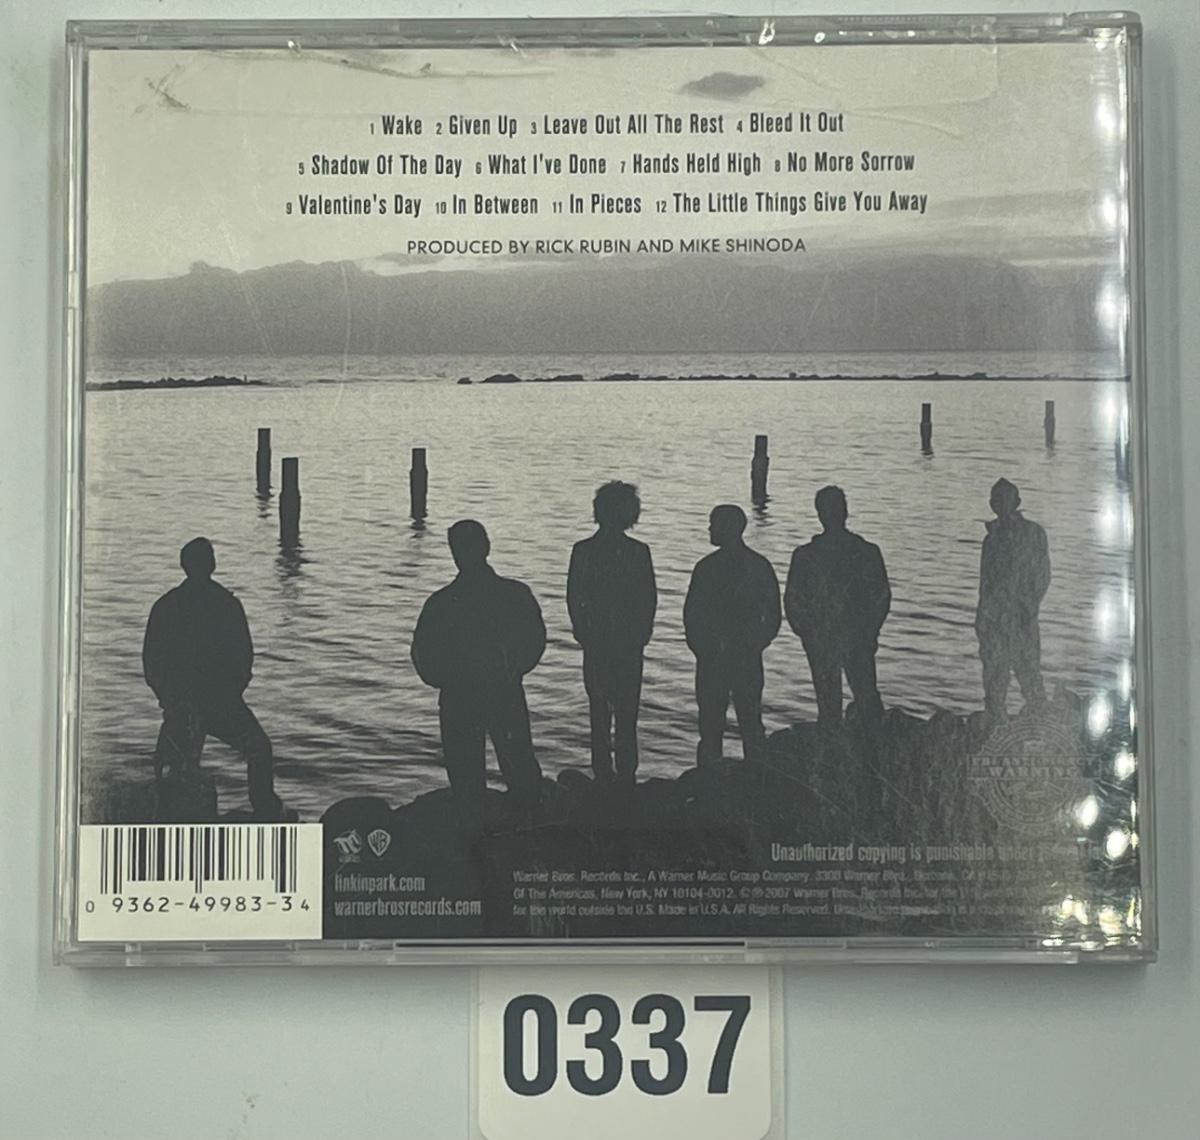 1 Wake 2 Given Up 3 Leave Out All The Rest 4 Bleed It Out
5 Shadow Of The Day 6 What I've Done 7 Hands Held High 8 No More Sorrow
9 Valentine's Day 10 In Between 11 In Pieces 12 The Little Things Give You Away
PRODUCED BY RICK RUBIN AND MIKE SHINODA
WARNING
Unauthorized copying is punishable under
WB
linkinpark.com
warnerbrosrecords.com
Warner Bros. Records Inc., A Warner Music Group Company. 3300 Warner Blvd., Burbank, CA
Of The Americas, New York, NY 10104-0012. © ℗ 2007 Warner Bros. Records Inc. for the U.S.
for the world outside the U.S. Made in U.S.A. All Rights Reserved.
0 9362-49983-3 4
0337